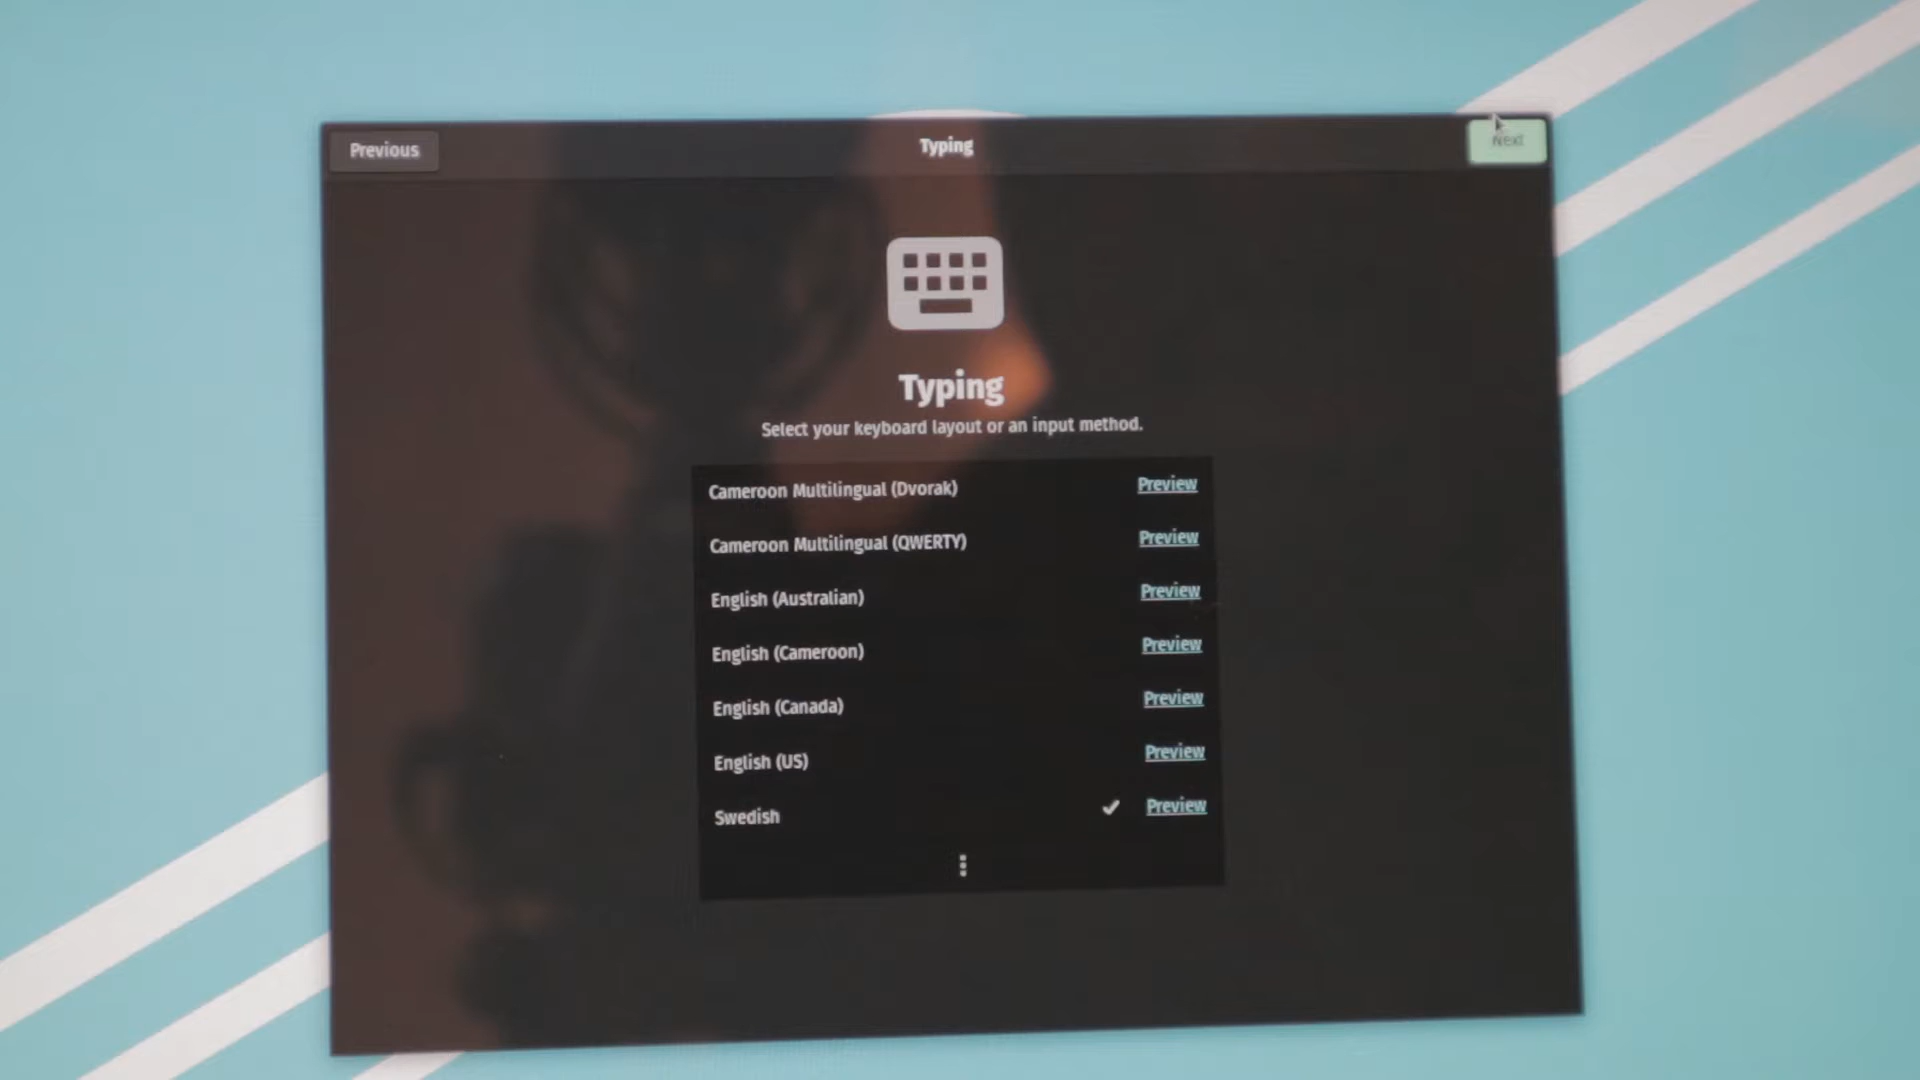 Previous
Typing
Next
Typing
Select your keyboard layout or an input method.
Cameroon Multilingual (Dvorak) Preview
Cameroon Multilingual (QWERTY) Preview
English (Australian) Preview
English (Cameroon) Preview
English (Canada) Preview
English (US) Preview
Swedish Preview